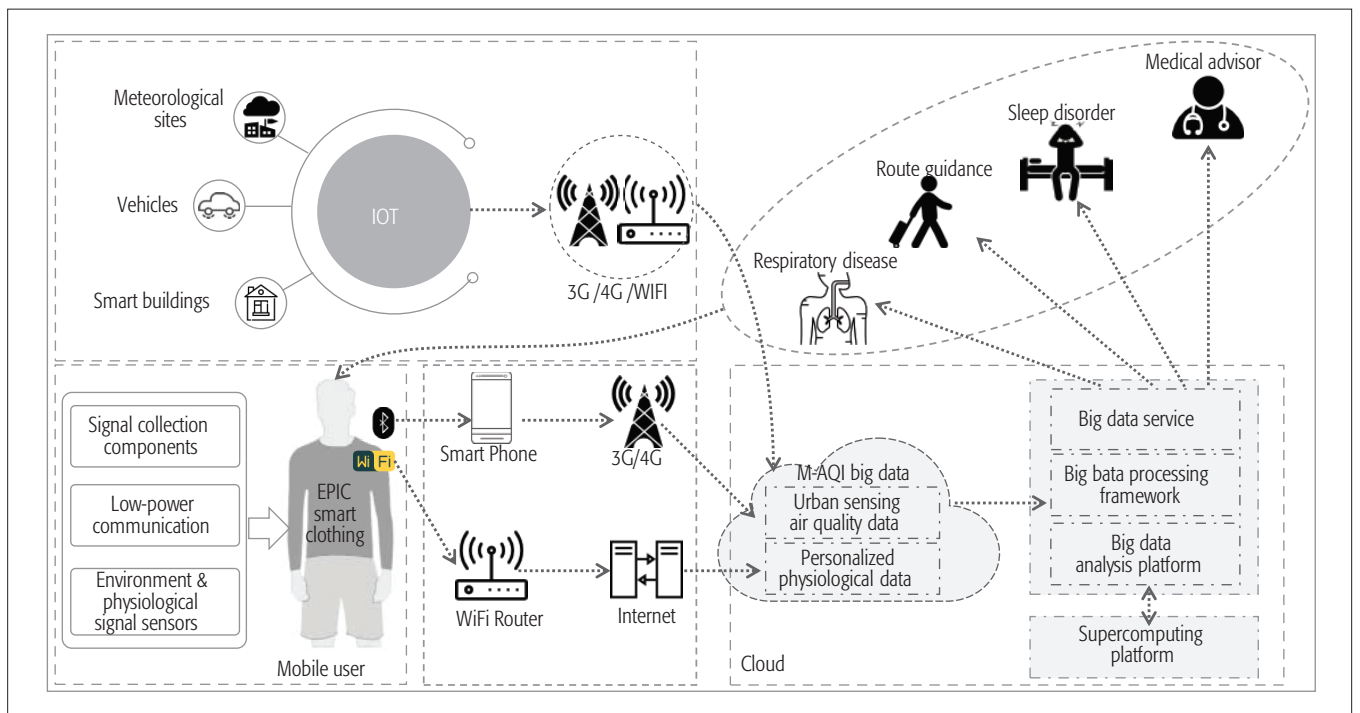 Meteorological
sites
Vehicles
Smart buildings
IOT
3G /4G /WIFI
Medical advisor
Sleep disorder
Route guidance
Respiratory disease
Signal collection
components
Low-power
communication
Environment &
physiological
signal sensors
EPIC
smart
clothing
Wi Fi
Mobile user
Smart Phone
3G/4G
WiFi Router
Internet
M-AQI big data
Urban sensing
air quality data
Personalized
physiological data
Cloud
Big data service
Big bata processing
framework
Big data
analysis platform
Supercomputing
platform